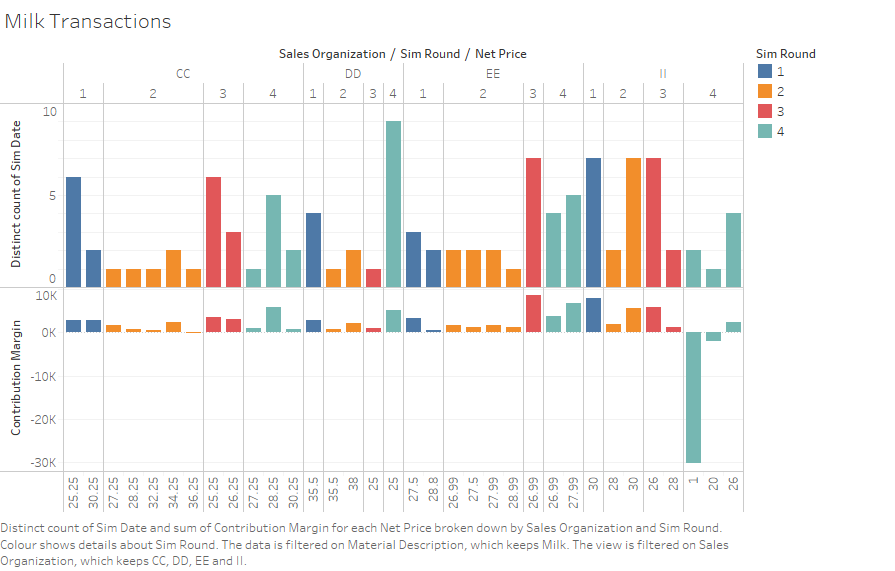 Milk Transactions
Sales Organization / Sim Round / Net Price
Sim Round
CC DD EE II
1 2 3 4 1 2 3 4 1 2 3 4 1 2 3 4
1
2
3
4
Distinct count of Sim Date
10
5
0
Contribution Margin
10K
0K
-10K
-20K
-30K
25.25 30.25 27.25 28.25 32.25 34.25 36.25 25.25 26.25 27.25 28.25 30.25 35.5 35.5 38 25 25 27.5 28.8 26.99 27.5 27.99 28.99 26.99 26.99 27.99 30 28 30 26 28 1 20 26
Distinct count of Sim Date and sum of Contribution Margin for each Net Price broken down by Sales Organization and Sim Round.
Colour shows details about Sim Round. The data is filtered on Material Description, which keeps Milk. The view is filtered on Sales
Organization, which keeps CC, DD, EE and II.